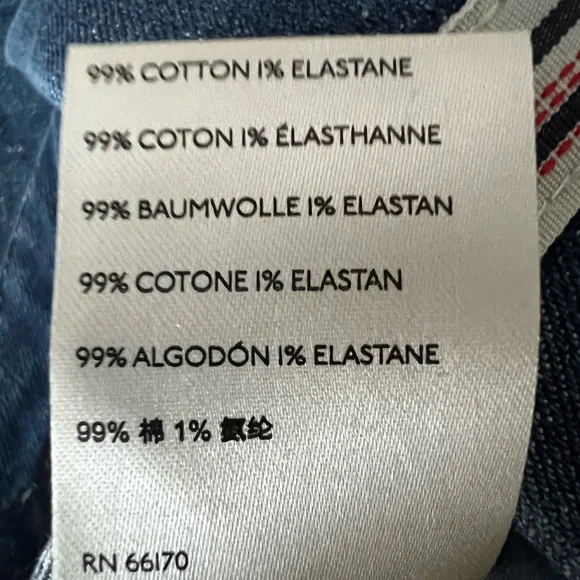 99% COTTON 1% ELASTANE
99% COTON 1% ÉLASTHANNE
99% BAUMWOLLE 1% ELASTAN
99% COTONE 1% ELASTAN
99% ALGODÓN 1% ELASTANE
99% 棉 1% 氨纶
RN 66170